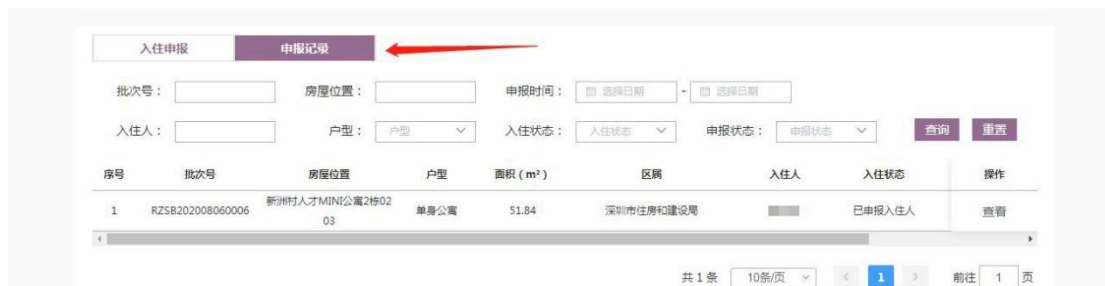 入住申报 申报记录
批次号： 房屋位置： 申报时间： 选择日期 - 选择日期
入住人： 户型： 户型 入住状态： 入住状态 申报状态： 申报状态 查询 重置
序号 批次号 房屋位置 户型 面积（m²） 区属 入住人 入住状态 操作
1 RZSB202008060006 新洲村人才MINI公寓2栋02 单身公寓 51.84 深圳市住房和建设局 已申报入住人 查看
03
共 1 条 10条/页 1 前往 1 页